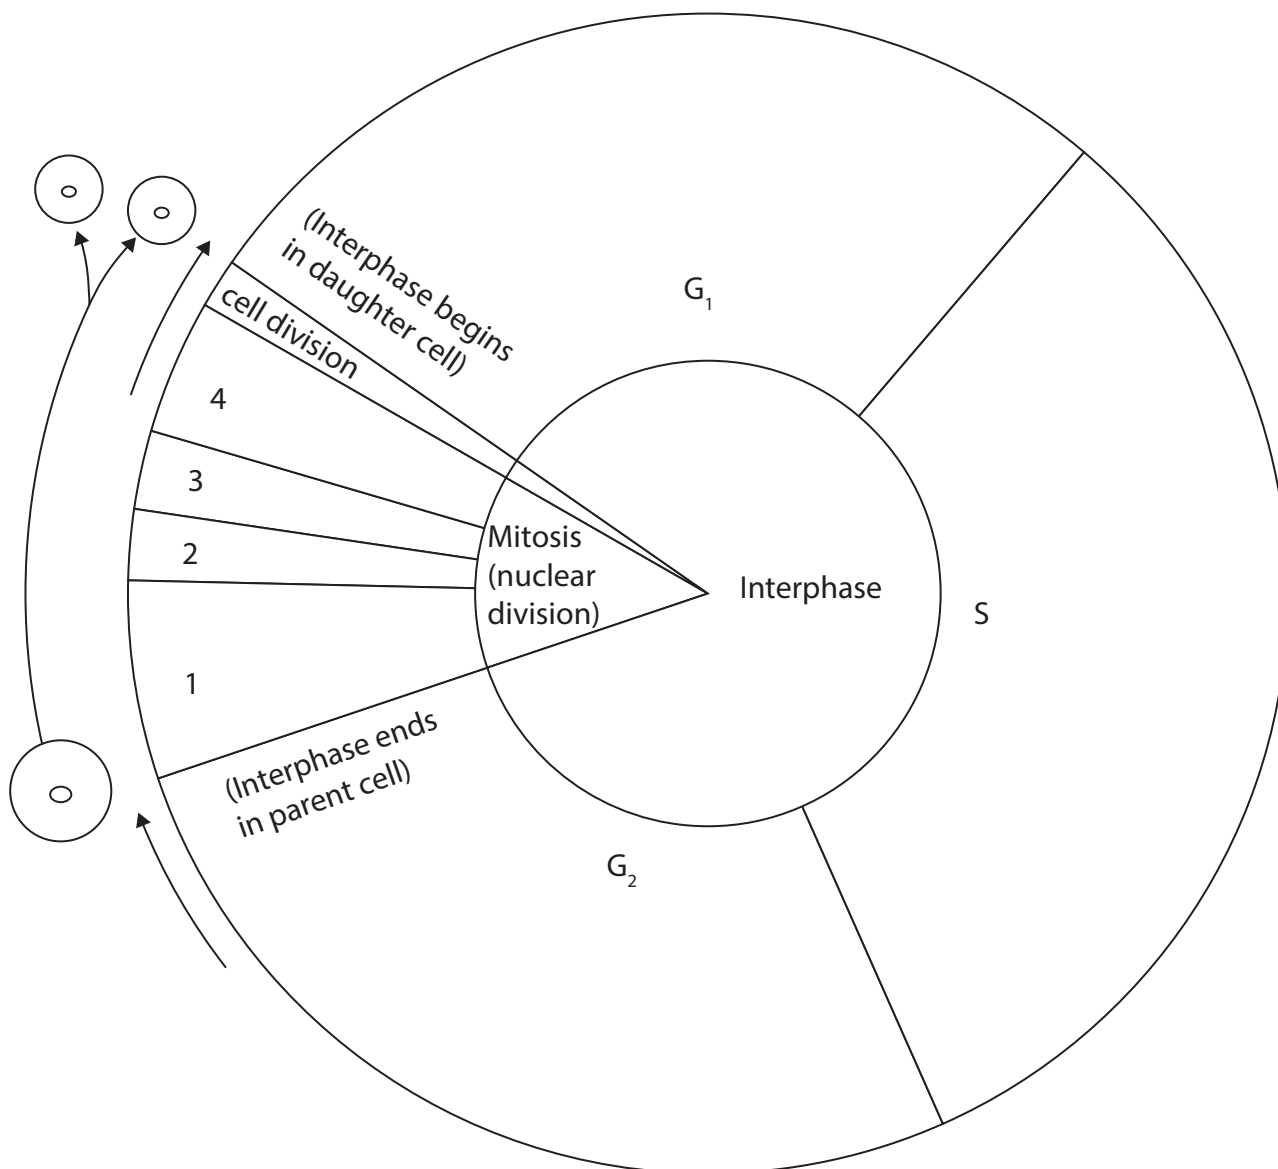 (Interphase begins
in daughter cell)
G₁
cell division
4
3
Mitosis
(nuclear
division)
2
Interphase
S
1
(Interphase ends
in parent cell)
G₂